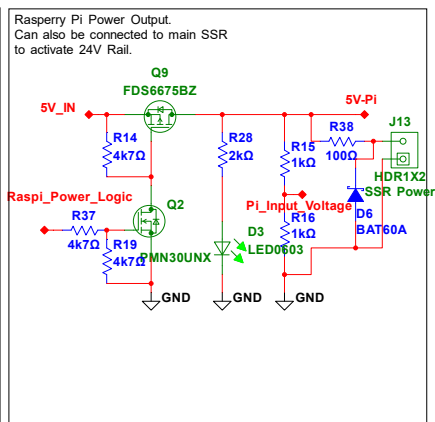 Rasperry Pi Power Output.
Can also be connected to main SSR
to activate 24V Rail.
Q9
FDS6675BZ
5V_IN
5V-Pi
J13
R14
4k7Ω
R28
2kΩ
R15
1kΩ
R38
100Ω
HDR1X2
SSR Power
Raspi_Power_Logic
Q2
Pi_Input_Voltage
R37
4k7Ω
R19
4k7Ω
PMN30UNX
D3
LED0603
R16
1kΩ
D6
BAT60A
GND
GND
GND